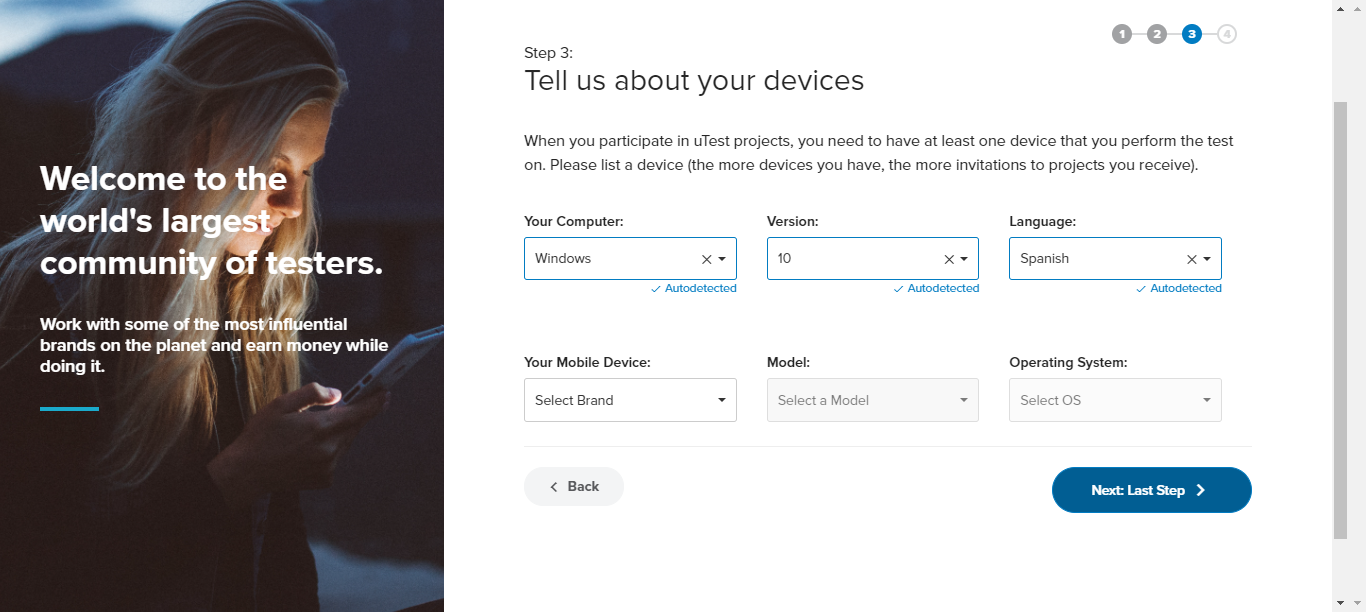 Welcome to the
world's largest
community of testers.
Work with some of the most influential
brands on the planet and earn money while
doing it.
1 2 3 4
Step 3:
Tell us about your devices
When you participate in uTest projects, you need to have at least one device that you perform the test
on. Please list a device (the more devices you have, the more invitations to projects you receive).
Your Computer: Version: Language:
Windows 10 Spanish
Autodetected Autodetected Autodetected
Your Mobile Device: Model: Operating System:
Select Brand Select a Model Select OS
Back Next: Last Step